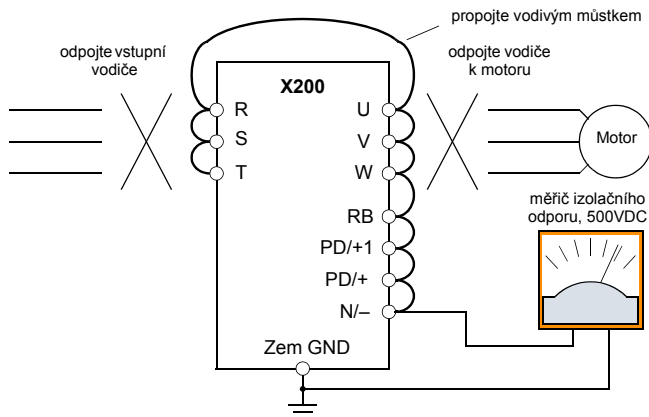 propojte vodivým můstkem
odpojte vstupní
vodiče
odpojte vodiče
k motoru
X200
R
U
S
V
T
W
Motor
měřič izolačního
odporu, 500VDC
RB
PD/+1
PD/+
N/–
Zem GND